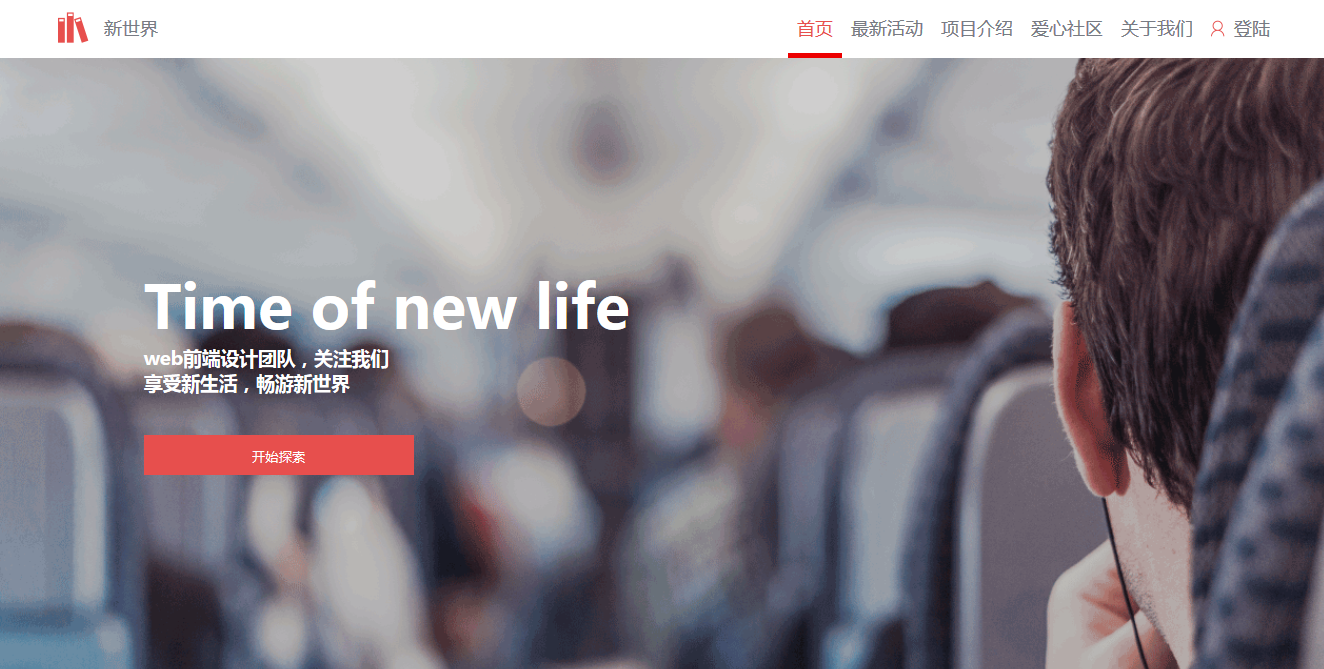 新世界
首页 最新活动 项目介绍 爱心社区 关于我们 登陆
Time of new life
web前端设计团队，关注我们
享受新生活，畅游新世界
开始探索